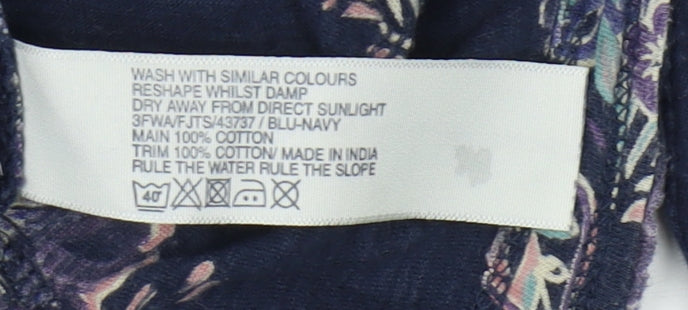 WASH WITH SIMILAR COLOURS
RESHAPE WHILST DAMP
DRY AWAY FROM DIRECT SUNLIGHT
3FWA/FJTS/43737 / BLU-NAVY
MAIN 100% COTTON
TRIM 100% COTTON/ MADE IN INDIA
RULE THE WATER RULE THE SLOPE
40°